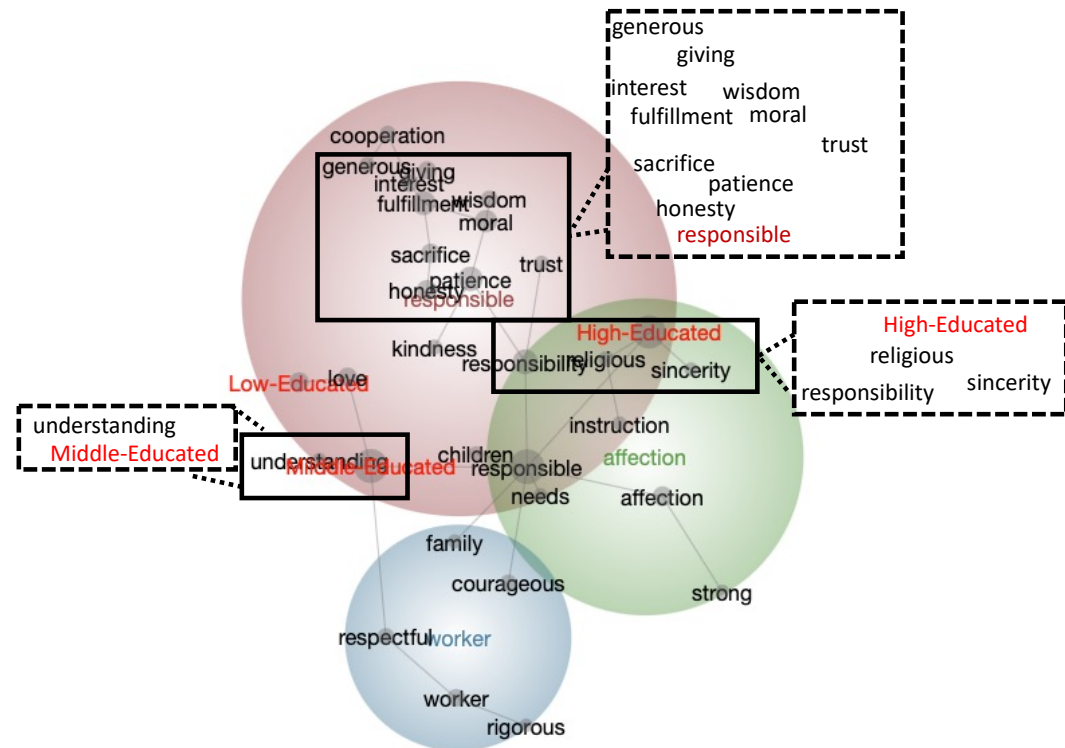 generous
giving
interest
wisdom
fulfillment
moral
trust
sacrifice
patience
honesty
responsible
cooperation
generous
giving
interest
wisdom
fulfillment
moral
sacrifice
trust
patience
honesty
responsible
High-Educated
kindness
religious
responsibility
sincerity
Low-Educated
love
High-Educated
religious
responsibility
sincerity
understanding
Middle-Educated
instruction
children
affection
understanding
Middle-Educated
responsible
needs
affection
family
courageous
strong
respectful
worker
worker
rigorous